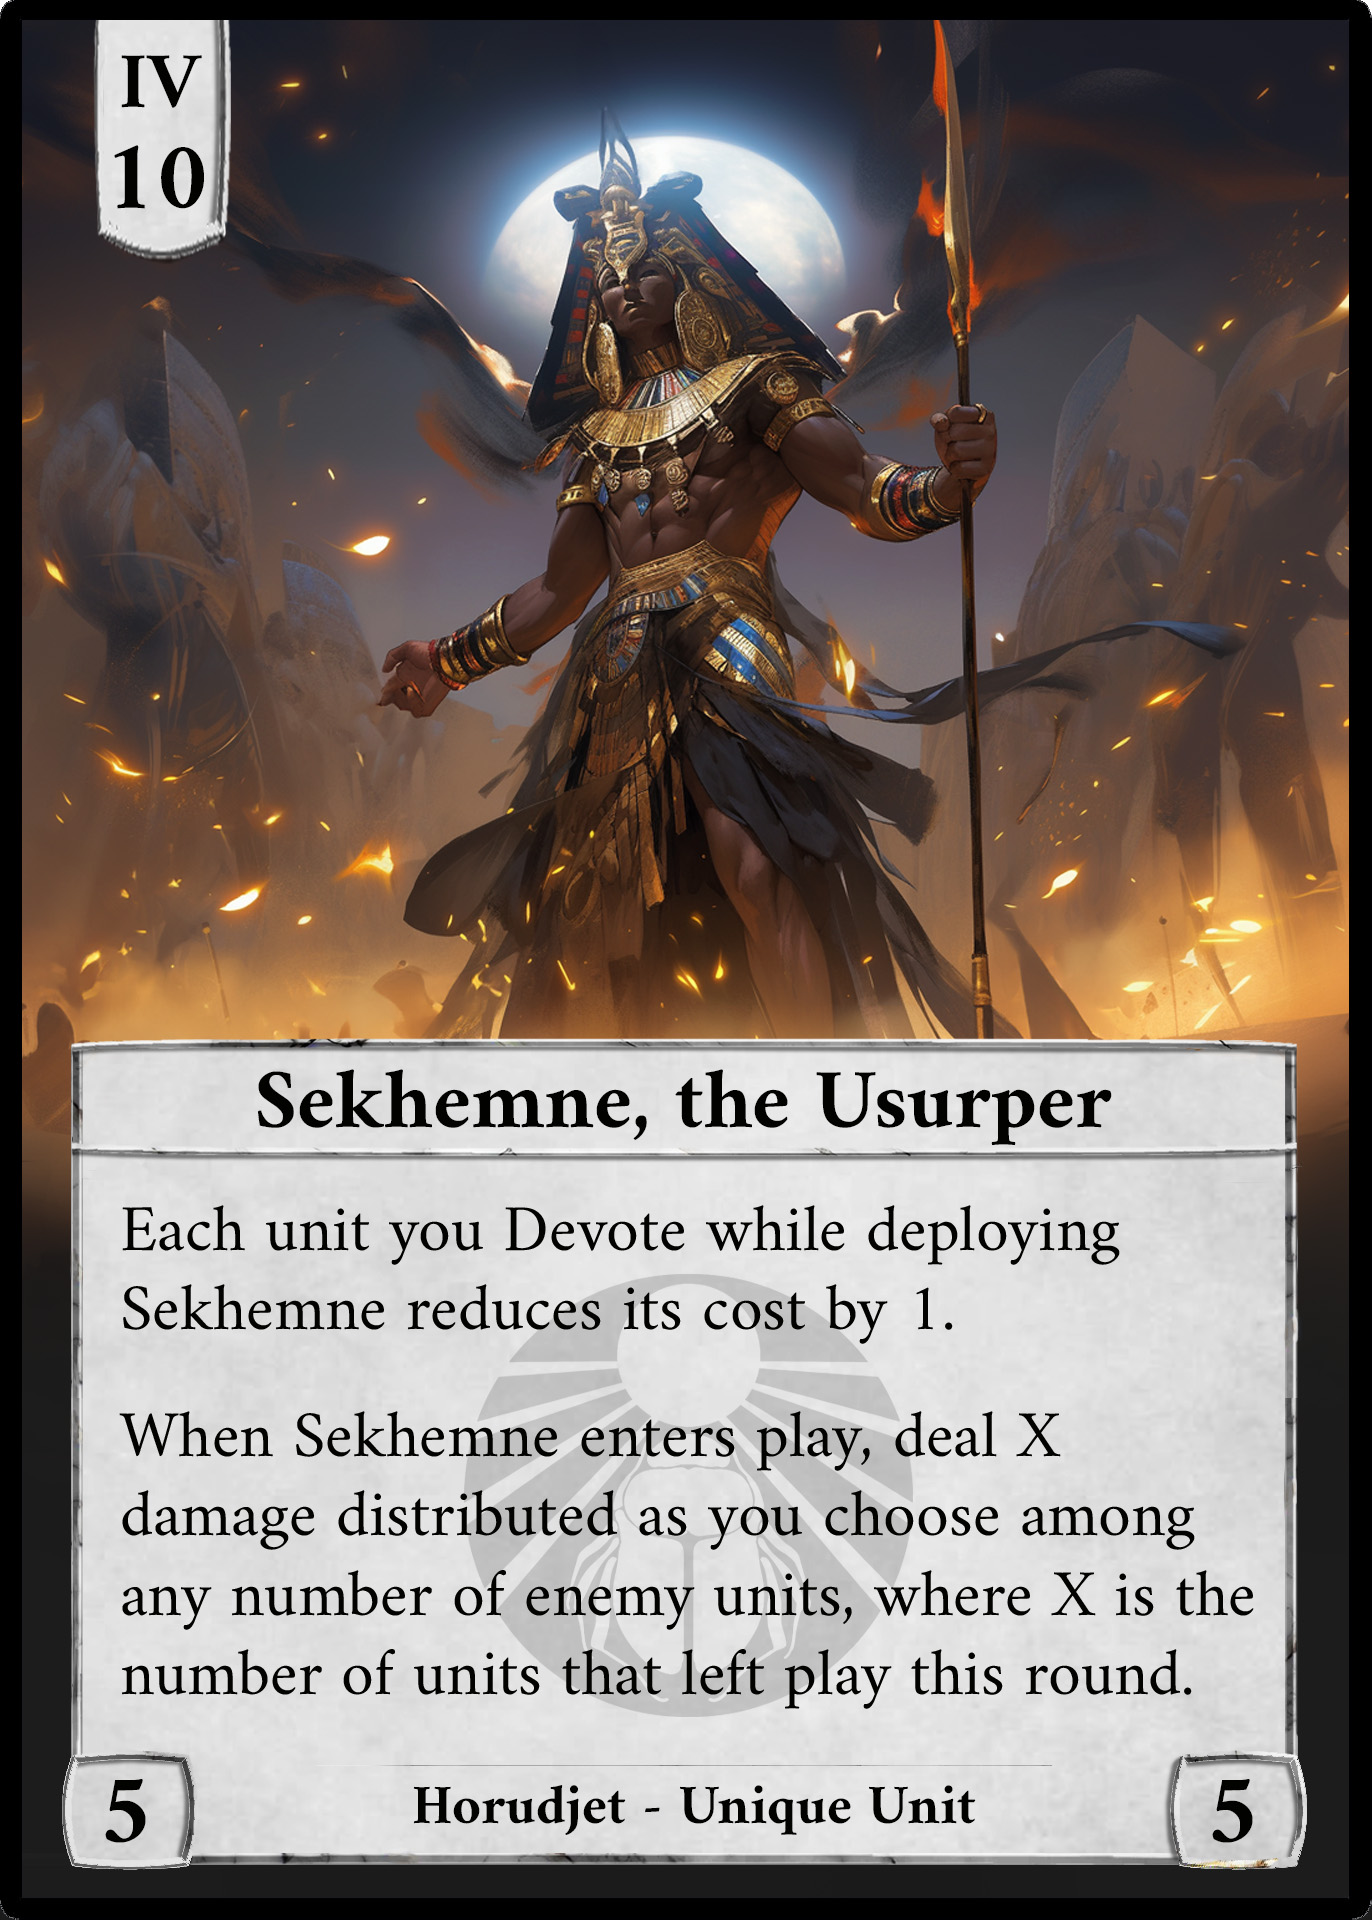 IV
10
Sekhemne, the Usurper
Each unit you Devote while deploying
Sekhemne reduces its cost by 1.
When Sekhemne enters play, deal X
damage distributed as you choose among
any number of enemy units, where X is the
number of units that left play this round.
5
Horudjet - Unique Unit
5